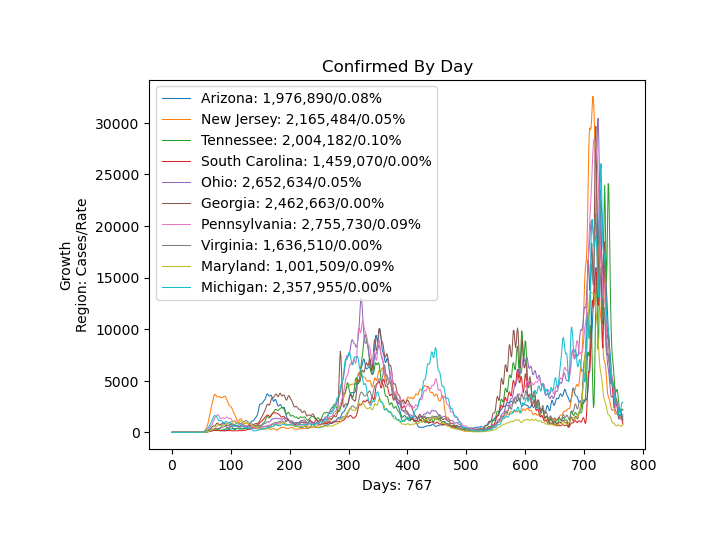 Confirmed By Day
Arizona: 1,976,890/0.08%
New Jersey: 2,165,484/0.05%
Tennessee: 2,004,182/0.10%
South Carolina: 1,459,070/0.00%
Ohio: 2,652,634/0.05%
Georgia: 2,462,663/0.00%
Pennsylvania: 2,755,730/0.09%
Virginia: 1,636,510/0.00%
Maryland: 1,001,509/0.09%
Michigan: 2,357,955/0.00%
Growth
Region: Cases/Rate
30000
25000
20000
15000
10000
5000
0
0 100 200 300 400 500 600 700 800
Days: 767